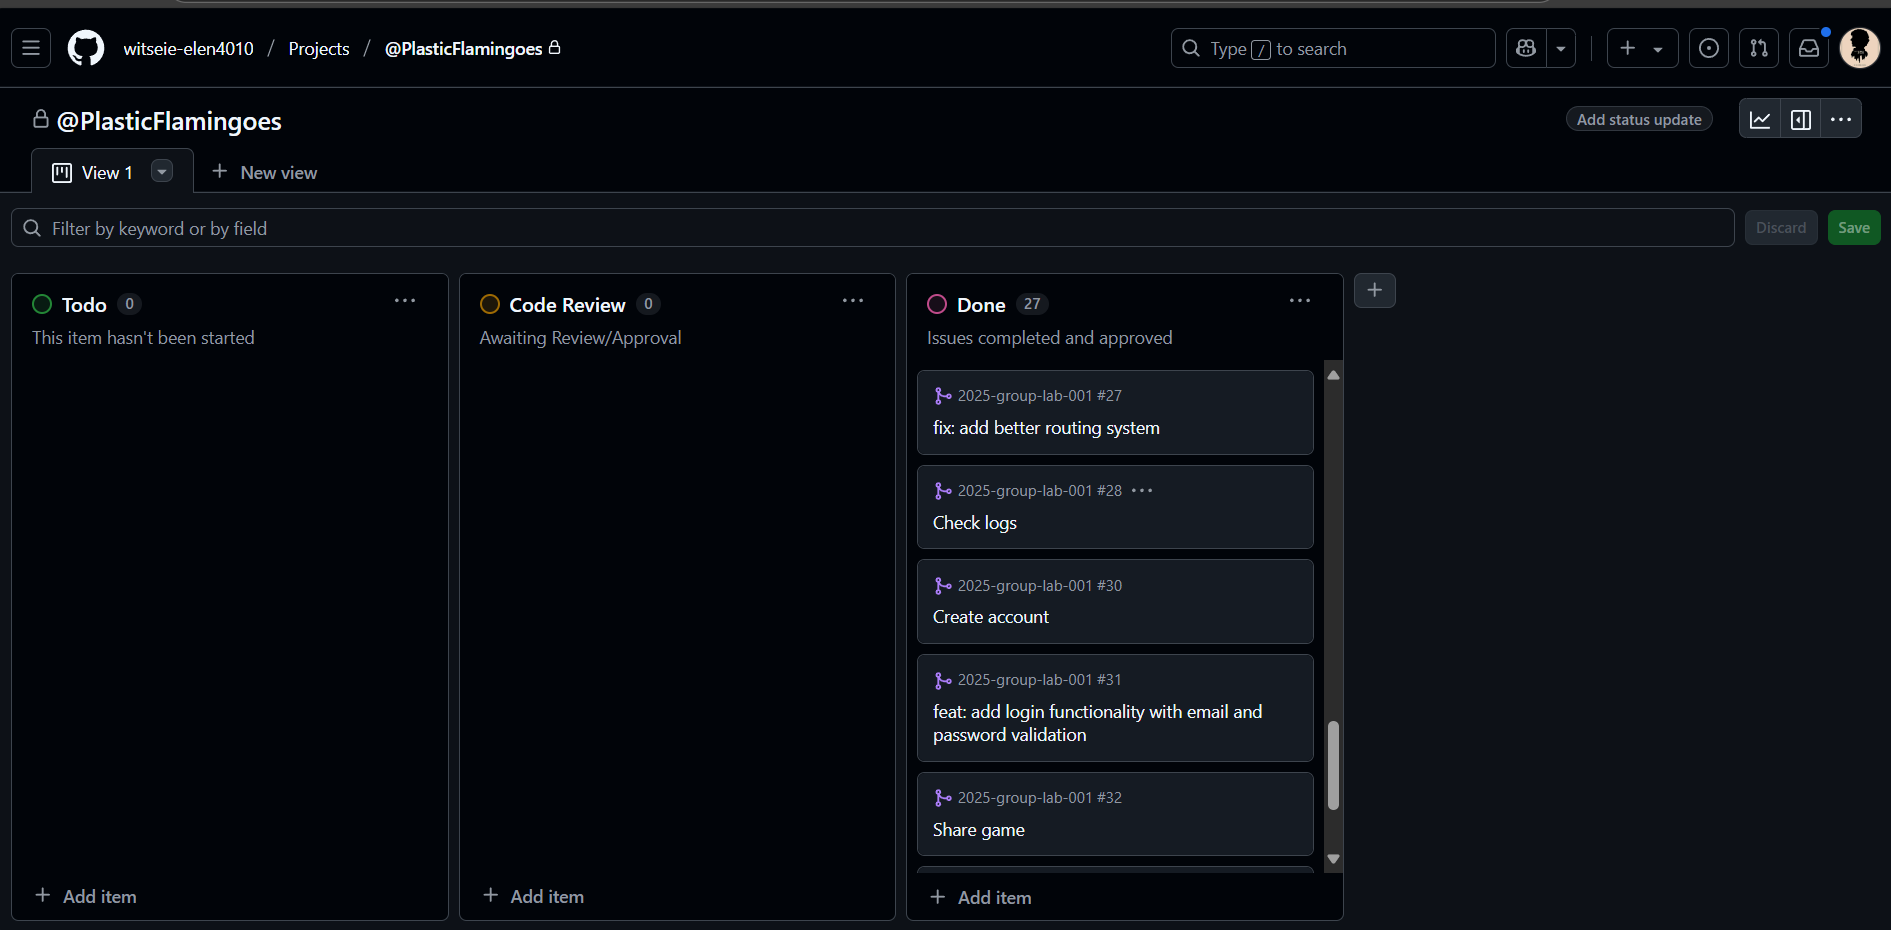 witseie-elen4010 / Projects / @PlasticFlamingoes
Type / to search
@PlasticFlamingoes
Add status update
View 1
New view
Filter by keyword or by field
Discard
Save
Todo 0
This item hasn't been started
Add item
Code Review 0
Awaiting Review/Approval
Add item
Done 27
Issues completed and approved
2025-group-lab-001 #27
fix: add better routing system
2025-group-lab-001 #28
Check logs
2025-group-lab-001 #30
Create account
2025-group-lab-001 #31
feat: add login functionality with email and
password validation
2025-group-lab-001 #32
Share game
Add item